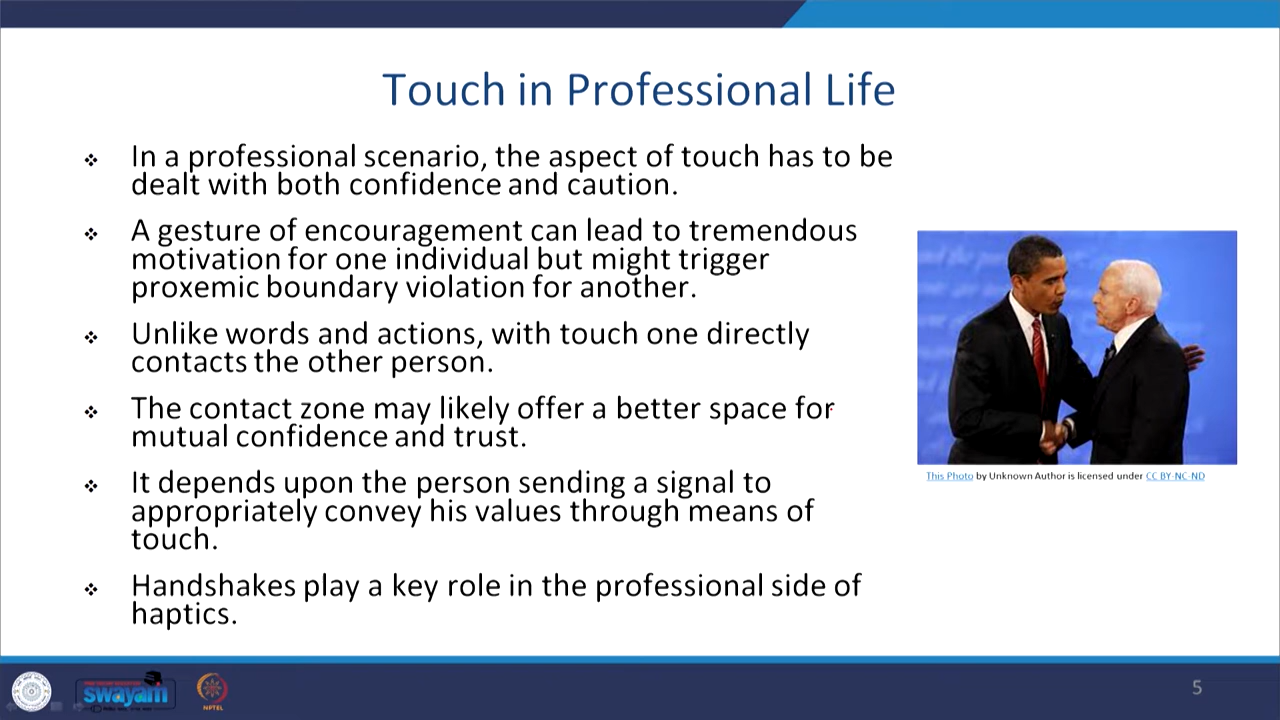 Touch in Professional Life
In a professional scenario, the aspect of touch has to be
dealt with both confidence and caution.
A gesture of encouragement can lead to tremendous
motivation for one individual but might trigger
proxemic boundary violation for another.
Unlike words and actions, with touch one directly
contacts the other person.
The contact zone may likely offer a better space for
mutual confidence and trust.
It depends upon the person sending a signal to
appropriately convey his values through means of
touch.
Handshakes play a key role in the professional side of
haptics.
This Photo by Unknown Author is licensed under CC BY-NC-ND
swayam
NPTEL
5